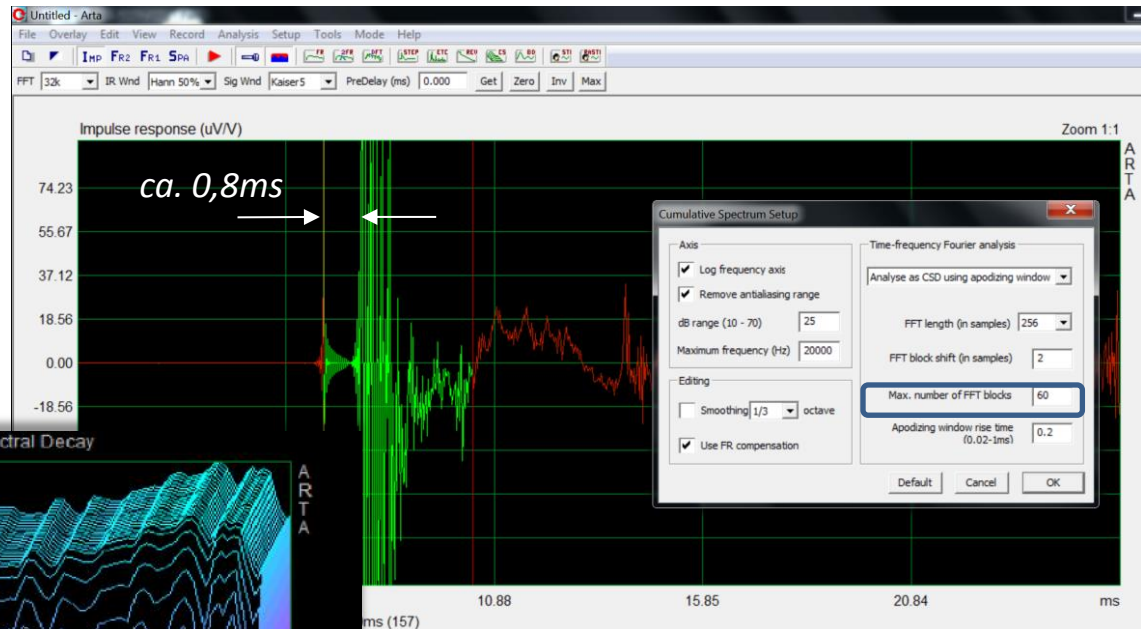 Untitled - Arta
File Overlay Edit View Record Analysis Setup Tools Mode Help
IMP FR2 FR1 SPA
FFT 32k IR Wnd Hann 50% Sig Wnd Kaiser5 PreDelay (ms) 0.000 Get Zero Inv Max
Impulse response (uV/V) Zoom 1:1
ARTA
ca. 0,8ms
74.23
55.67
37.12
18.56
0.00
-18.56
Cumulative Spectrum Setup
Axis
Log frequency axis
Remove antialiasing range
dB range (10 - 70) 25
Maximum frequency (Hz) 20000
Editing
Smoothing 1/3 octave
Use FR compensation
Time-frequency Fourier analysis
Analyse as CSD using apodizing window
FFT length (in samples) 256
FFT block shift (in samples) 2
Max. number of FFT blocks 60
Apodizing window rise time
(0.02-1ms) 0.2
Default Cancel OK
ctral Decay
ARTA
10.88 15.85 20.84 ms
ms (157)